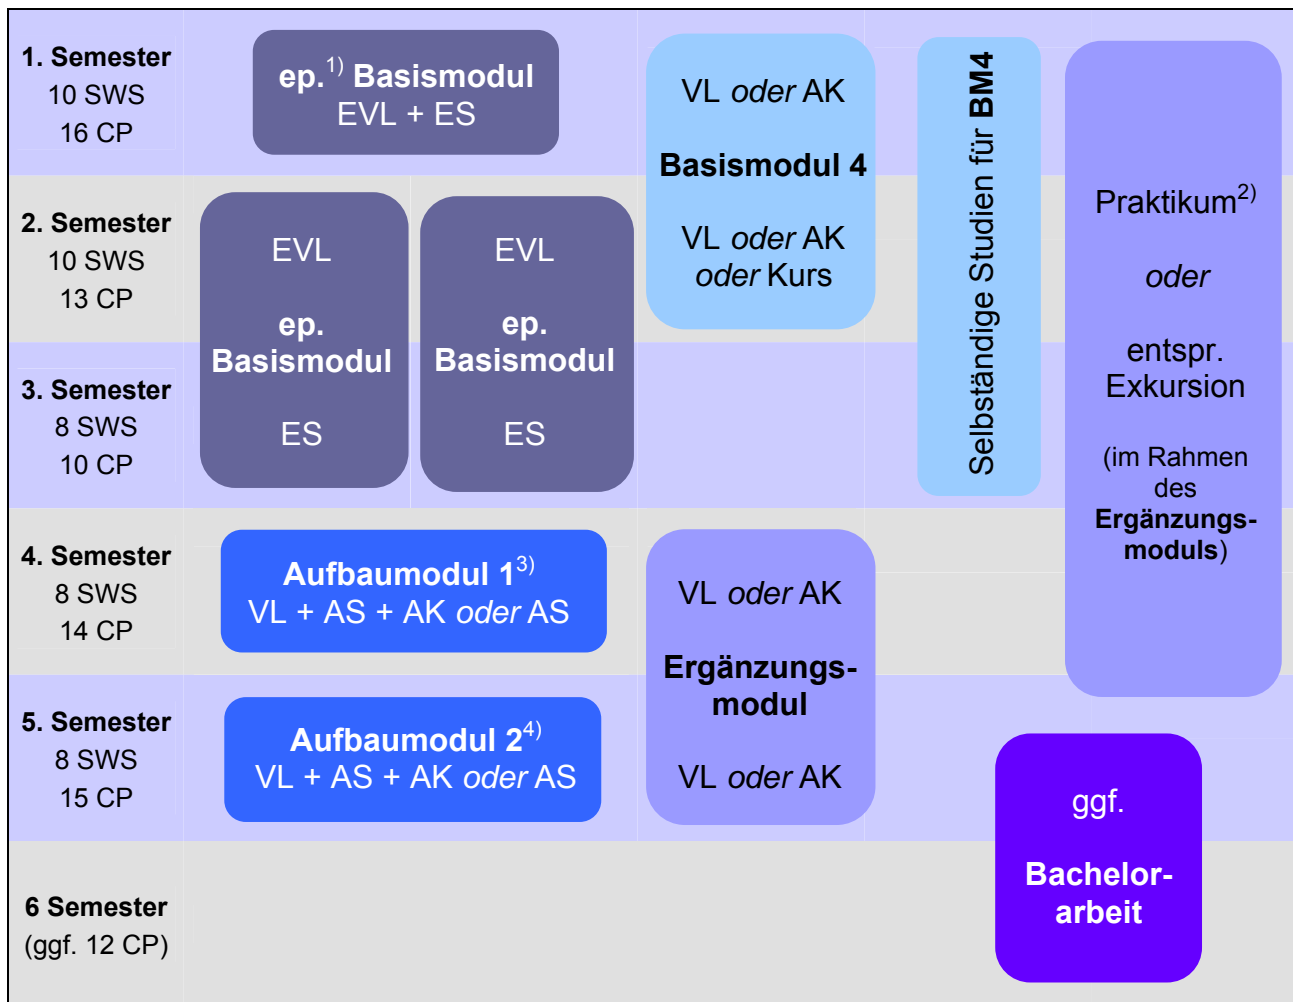 1. Semester
10 SWS
16 CP
ep.1) Basismodul
EVL + ES
VL oder AK
Basismodul 4
VL oder AK
oder Kurs
Selbständige Studien für BM4
Praktikum2)
oder
entspr.
Exkursion
(im Rahmen
des
Ergänzungs-
moduls)
2. Semester
10 SWS
13 CP
EVL
ep.
Basismodul
ES
EVL
ep.
Basismodul
ES
3. Semester
8 SWS
10 CP
4. Semester
8 SWS
14 CP
Aufbaumodul 13)
VL + AS + AK oder AS
VL oder AK
Ergänzungs-
modul
VL oder AK
5. Semester
8 SWS
15 CP
Aufbaumodul 24)
VL + AS + AK oder AS
ggf.
Bachelor-
arbeit
6 Semester
(ggf. 12 CP)